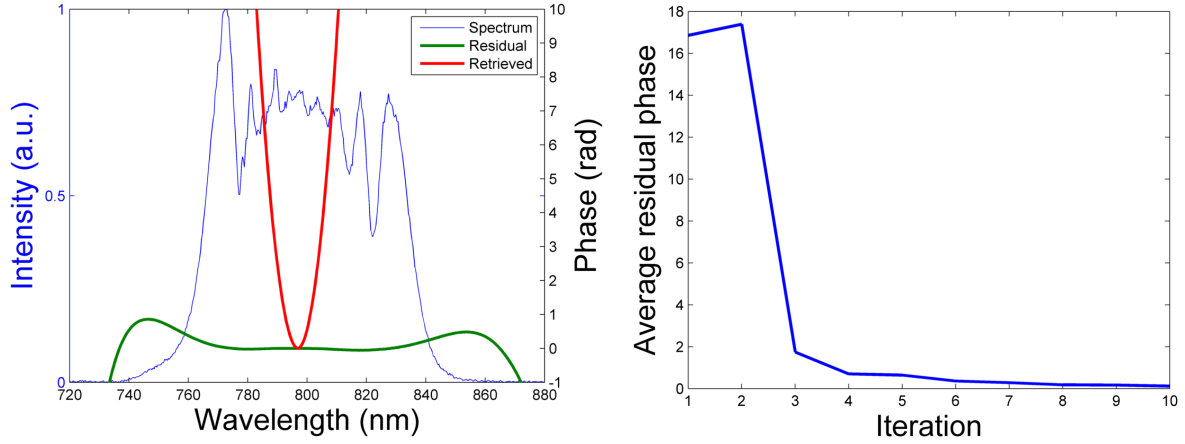 1
0.5
0
Intensity (a.u.)
720 740 760 780 800 820 840 860 880
Wavelength (nm)
10
9
8
7
6
5
4
3
2
1
0
-1
Phase (rad)
Spectrum
Residual
Retrieved
18
16
14
12
10
8
6
4
2
0
Average residual phase
1 2 3 4 5 6 7 8 9 10
Iteration